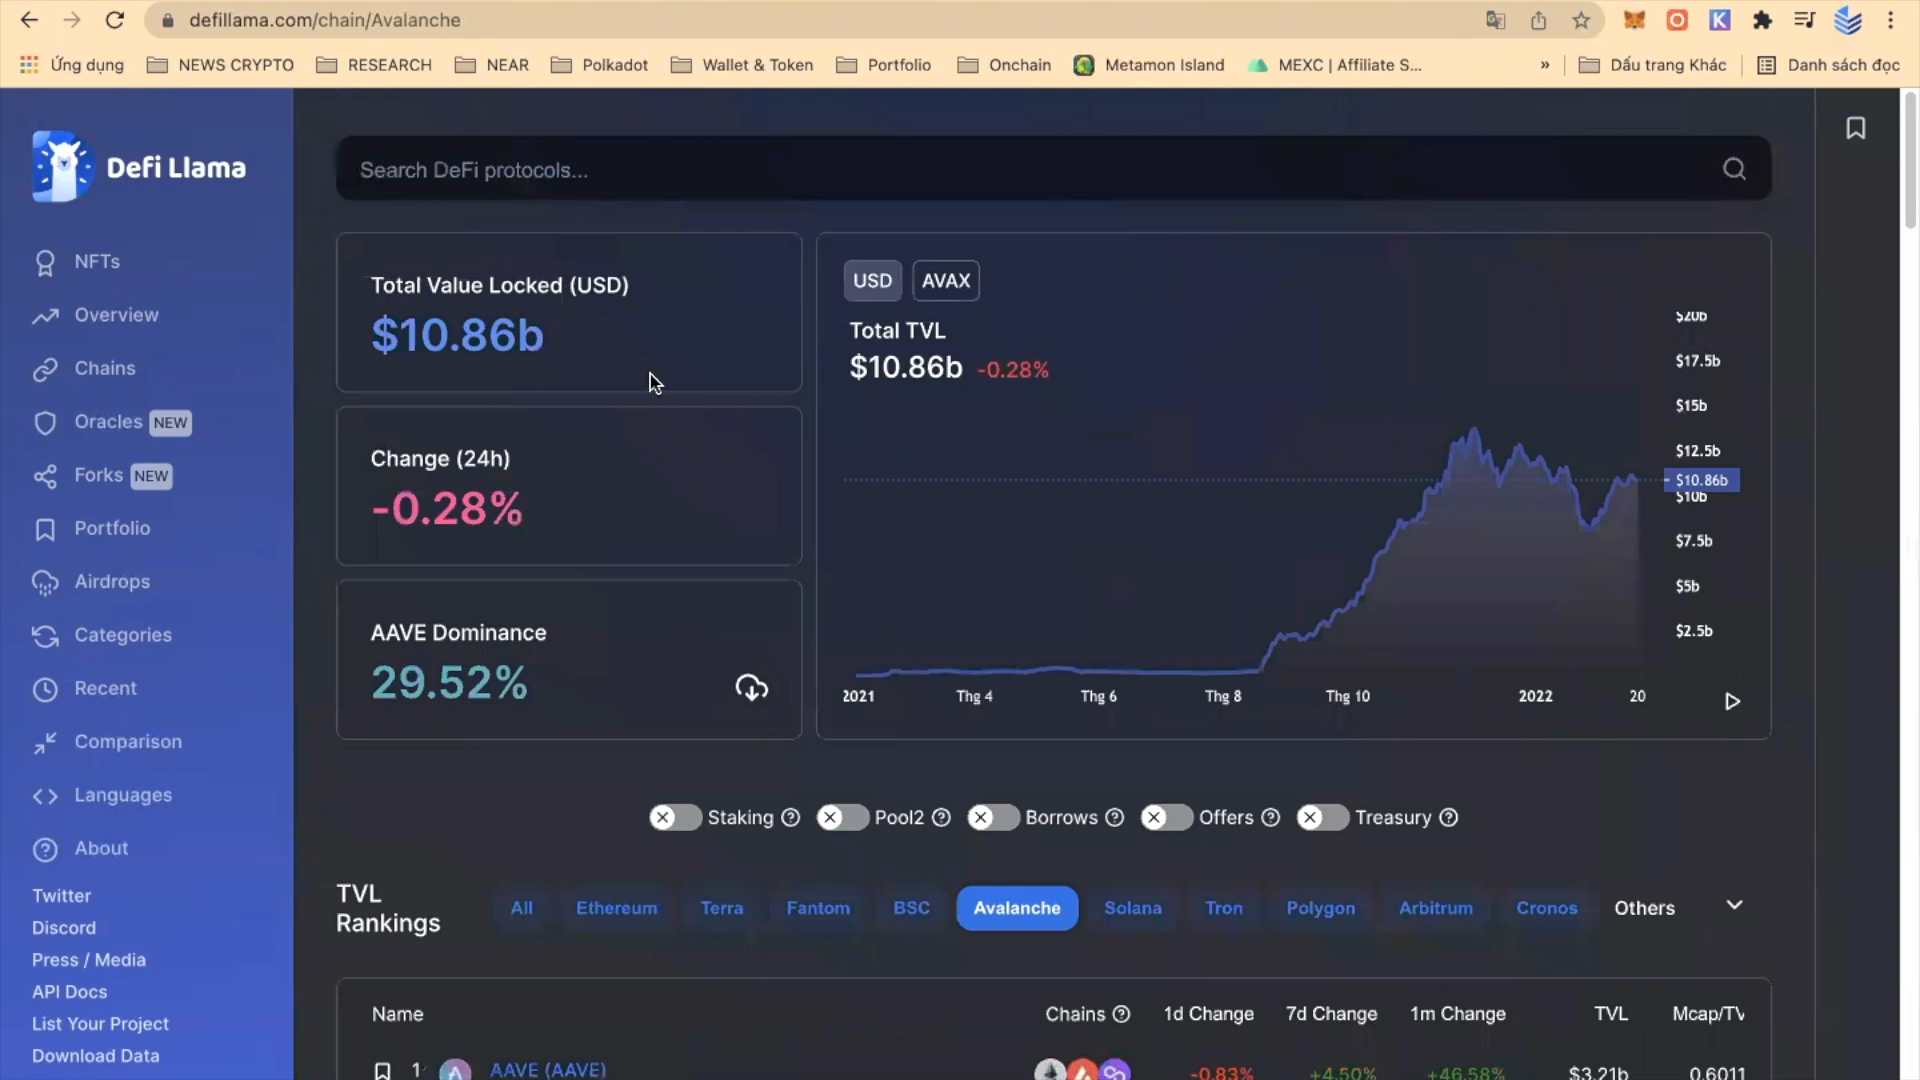 defillama.com/chain/Avalanche
Ứng dụng NEWS CRYPTO RESEARCH NEAR Polkadot Wallet & Token Portfolio Onchain Metamon Island MEXC | Affiliate S... » Dấu trang Khác Danh sách đọc
Defi Llama
NFTs
Overview
Chains
Oracles NEW
Forks NEW
Portfolio
Airdrops
Categories
Recent
Comparison
Languages
About
Twitter
Discord
Press / Media
API Docs
List Your Project
Download Data
Search DeFi protocols...
Total Value Locked (USD)
$10.86b
Change (24h)
-0.28%
AAVE Dominance
29.52%
USD AVAX
Total TVL
$10.86b -0.28%
$20b
$17.5b
$15b
$12.5b
$10.86b
$10b
$7.5b
$5b
$2.5b
2021 Thg 4 Thg 6 Thg 8 Thg 10 2022 20
Staking Pool2 Borrows Offers Treasury
TVL Rankings
All Ethereum Terra Fantom BSC Avalanche Solana Tron Polygon Arbitrum Cronos Others
Name Chains 1d Change 7d Change 1m Change TVL Mcap/TV
1 AAVE (AAVE) -0.83% +4.50% +46.58% $3.21b 0.6011